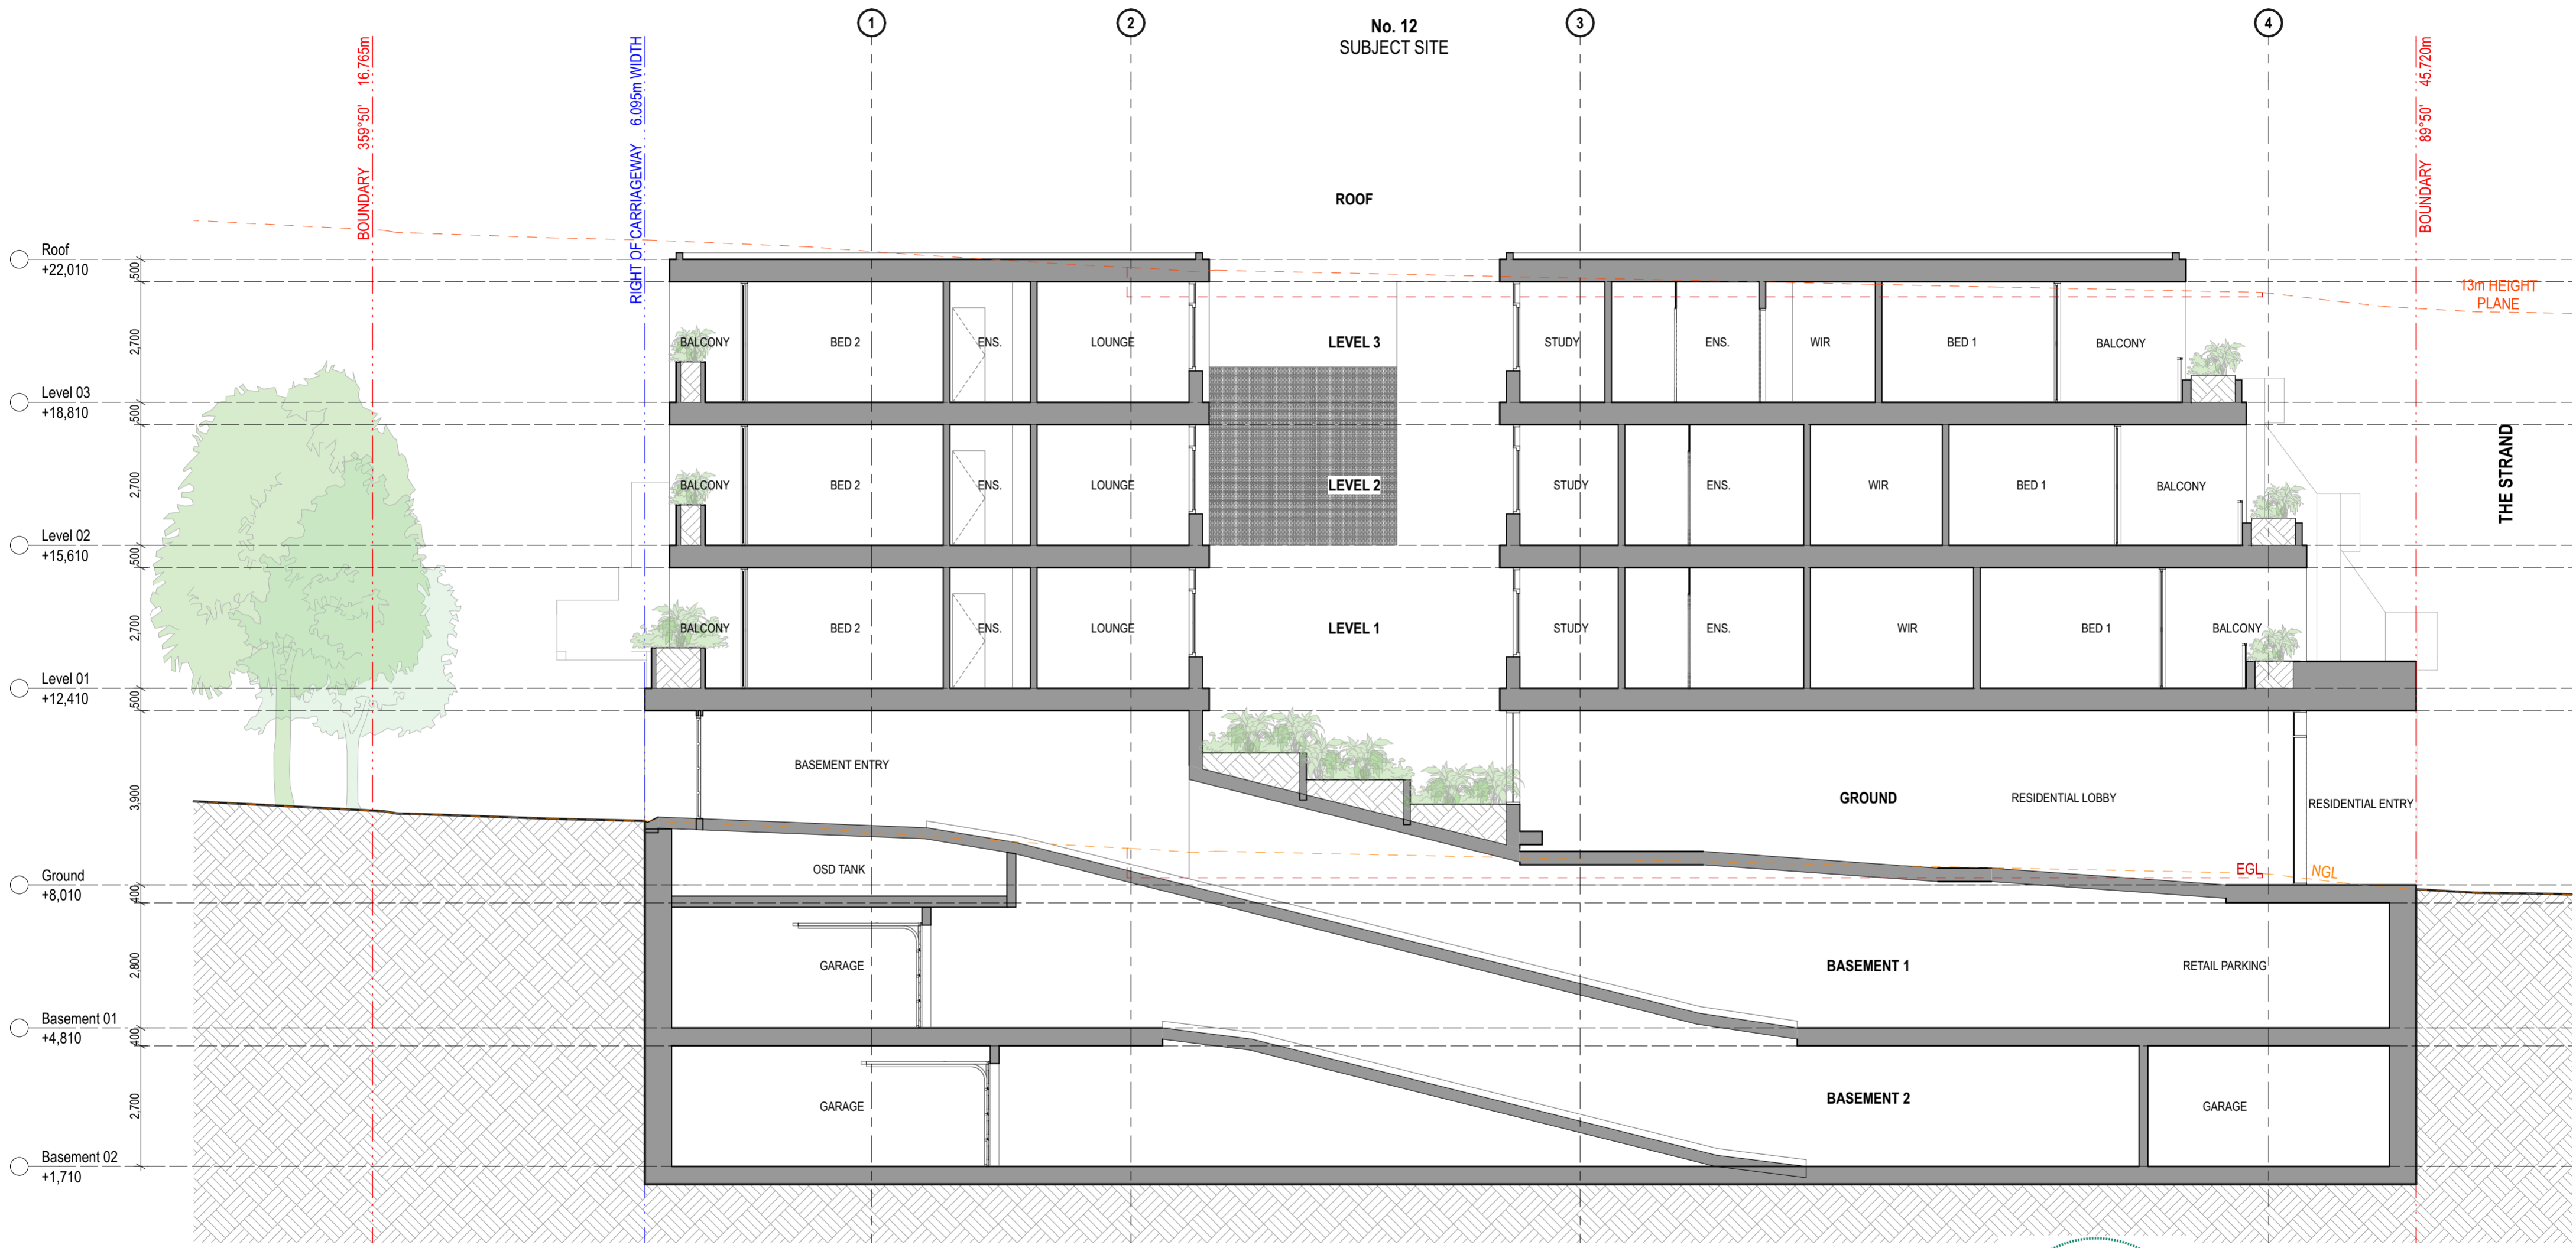 1
2
No. 12
SUBJECT SITE
3
4
BOUNDARY 359°50' 16.765m
RIGHT OF CARRIAGEWAY 6.095m WIDTH
BOUNDARY 89°50' 45.720m
ROOF
Roof
+22,010
500
13m HEIGHT
PLANE
2,700
BALCONY
BED 2
ENS.
LOUNGE
LEVEL 3
STUDY
ENS.
WIR
BED 1
BALCONY
Level 03
+18,810
500
THE STRAND
2,700
BALCONY
BED 2
ENS.
LOUNGE
LEVEL 2
STUDY
ENS.
WIR
BED 1
BALCONY
Level 02
+15,610
500
2,700
BALCONY
BED 2
ENS.
LOUNGE
LEVEL 1
STUDY
ENS.
WIR
BED 1
BALCONY
Level 01
+12,410
500
3,900
BASEMENT ENTRY
GROUND
RESIDENTIAL LOBBY
RESIDENTIAL ENTRY
OSD TANK
EGL
NGL
Ground
+8,010
400
2,800
GARAGE
BASEMENT 1
RETAIL PARKING
Basement 01
+4,810
400
2,700
GARAGE
BASEMENT 2
GARAGE
Basement 02
+1,710